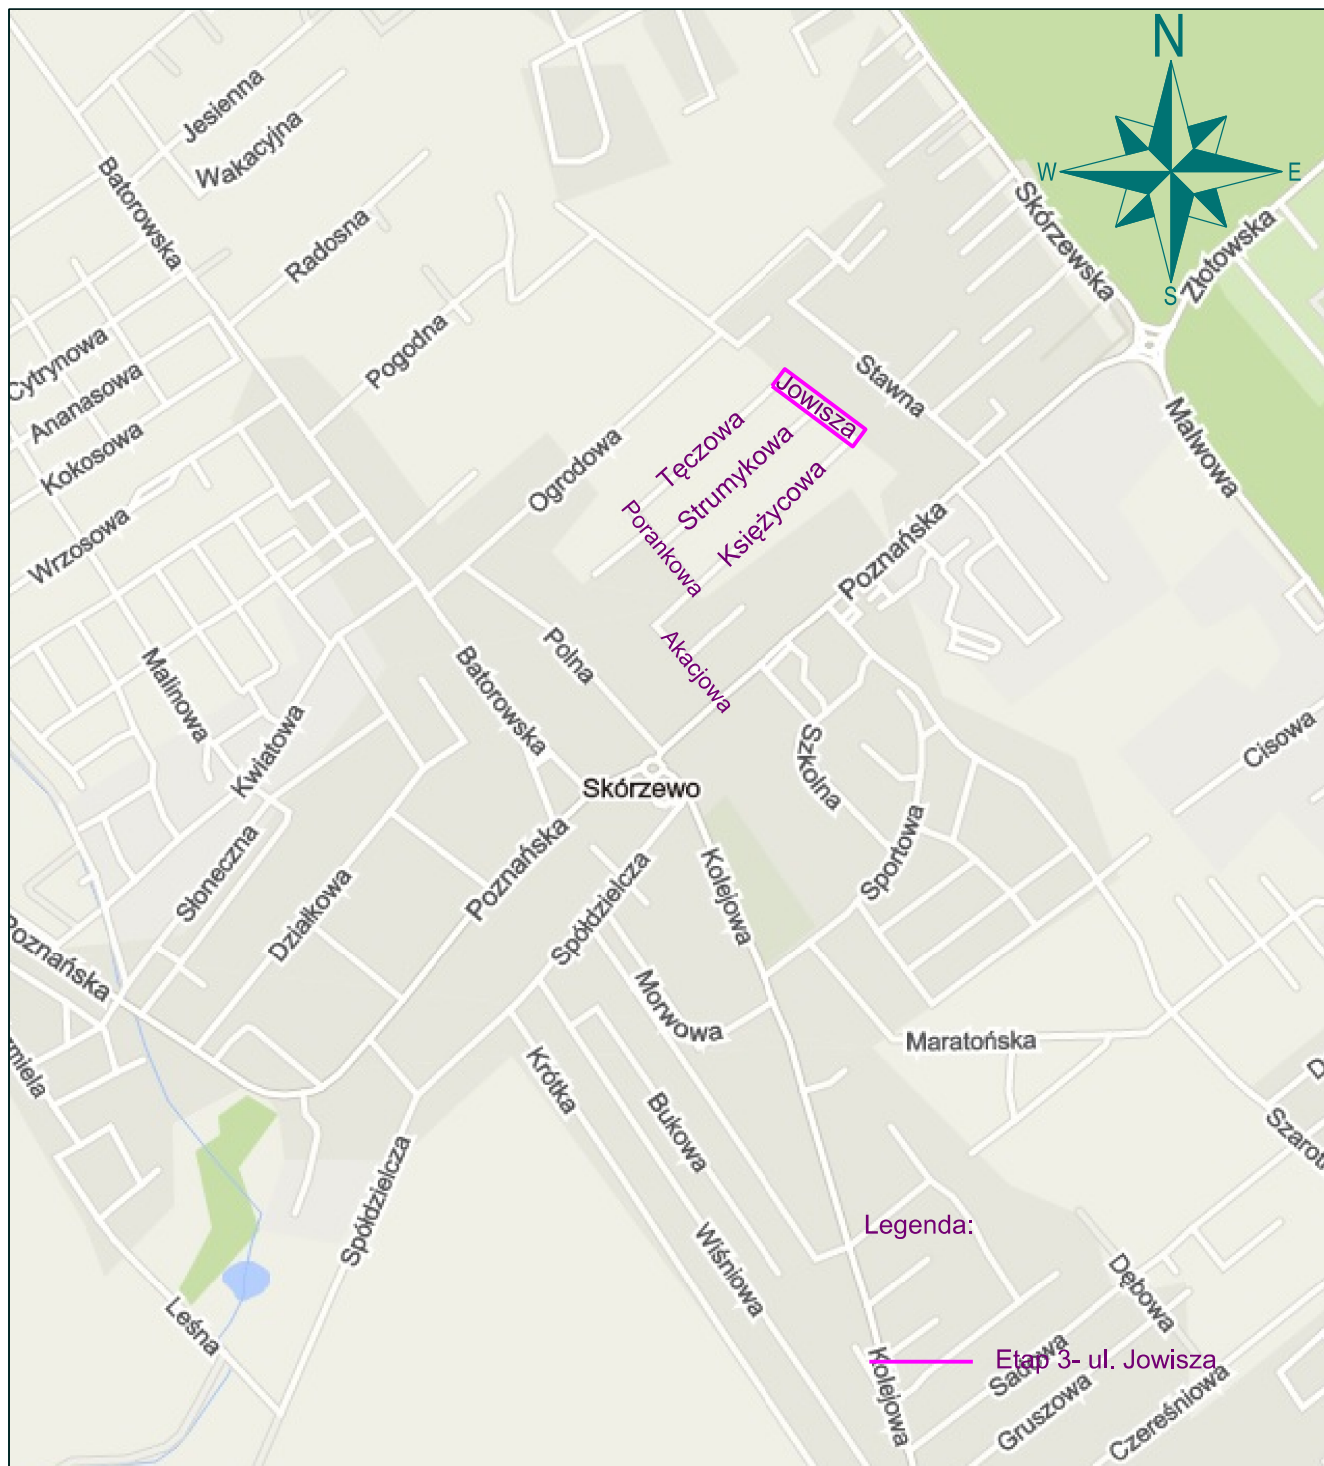 N
W
E
S
Jesienna
Wakacyjna
Batorowska
Radosna
Skórzewska
Złotowska
Pogodna
Cytrynowa
Ananasowa
Kokosowa
Wrzosowa
Stawna
Jowisza
Malwowa
Tęczowa
Strumykowa
Księżycowa
Ogrodowa
Porankowa
Poznańska
Akacjowa
Polna
Malinowa
Batorowska
Kwiatowa
Szkolna
Cisowa
Skórzewo
Słoneczna
Działkowa
Poznańska
Spółdzielcza
Kolejowa
Sportowa
Poznańska
Morwowa
Maratońska
rmiela
Krótka
Bukowa
D
Szarot
Spółdzielcza
Wiśniowa
Legenda:
Dębowa
Leśna
Etap 3- ul. Jowisza
Kolejowa
Sadowa
Gruszowa
Czereśniowa